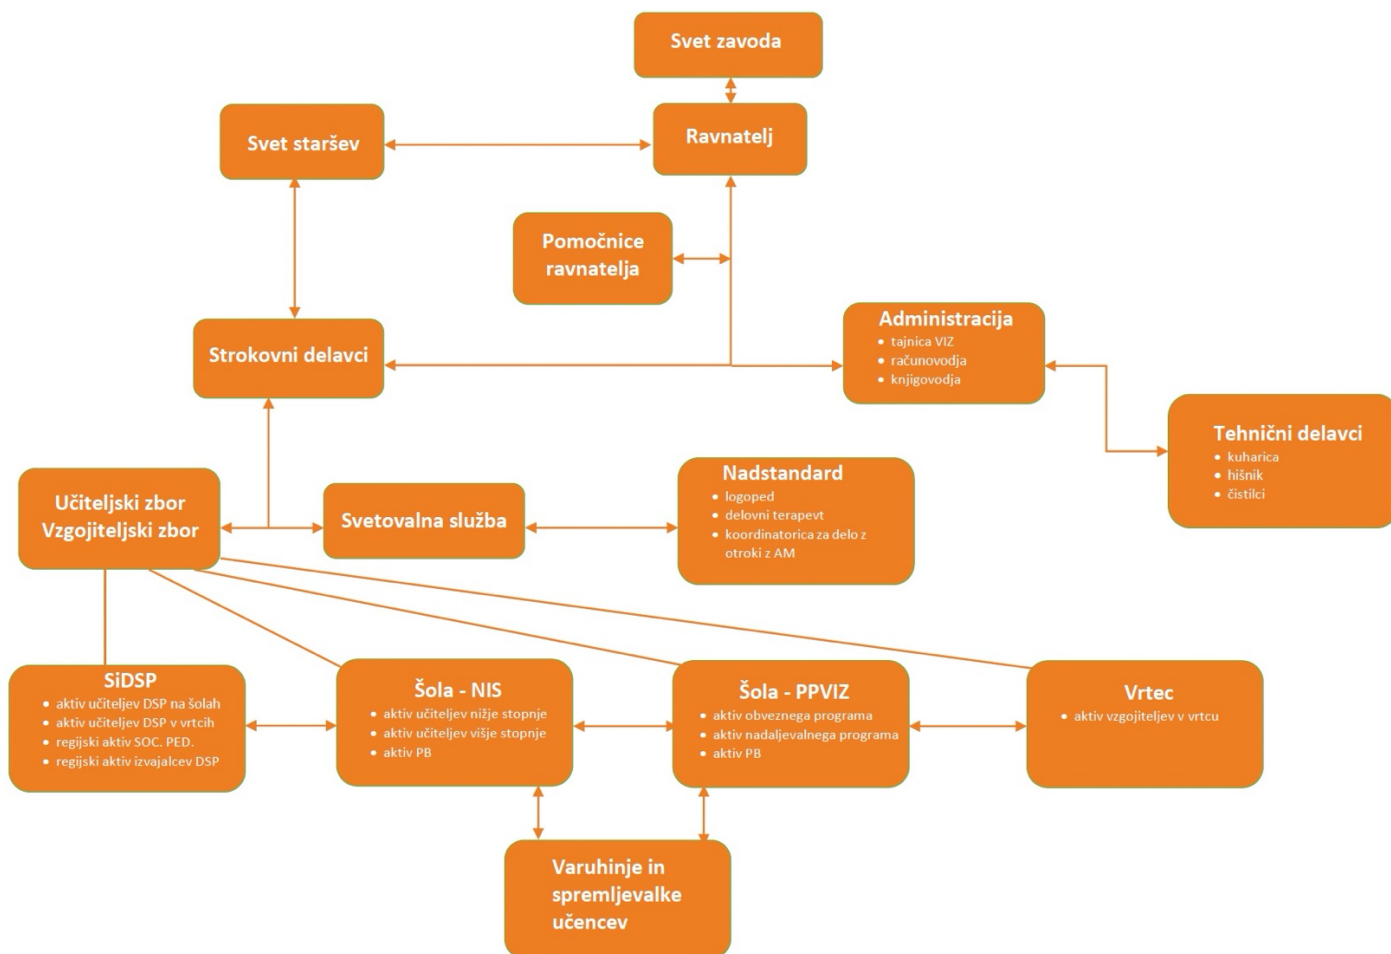 Svet zavoda
Svet staršev
Ravnatelj
Pomočnice
ravnatelja
Strokovni delavci
Administracija
• tajnica VIZ
• računovodja
• knjigovodja
Tehnični delavci
• kuharica
• hišnik
• čistilci
Učiteljski zbor
Vzgojiteljski zbor
Svetovalna služba
Nadstandard
• logoped
• delovni terapevt
• koordinatorica za delo z
otroki z AM
SiDSP
• aktiv učiteljev DSP na šolah
• aktiv učiteljev DSP v vrtcih
• regijski aktiv SOC. PED.
• regijski aktiv izvajalcev DSP
Šola - NIS
• aktiv učiteljev nižje stopnje
• aktiv učiteljev višje stopnje
• aktiv PB
Šola - PPVIZ
• aktiv obveznega programa
• aktiv nadaljevalnega programa
• aktiv PB
Vrtec
• aktiv vzgojiteljev v vrtcu
Varuhinje in
spremljevalke
učencev